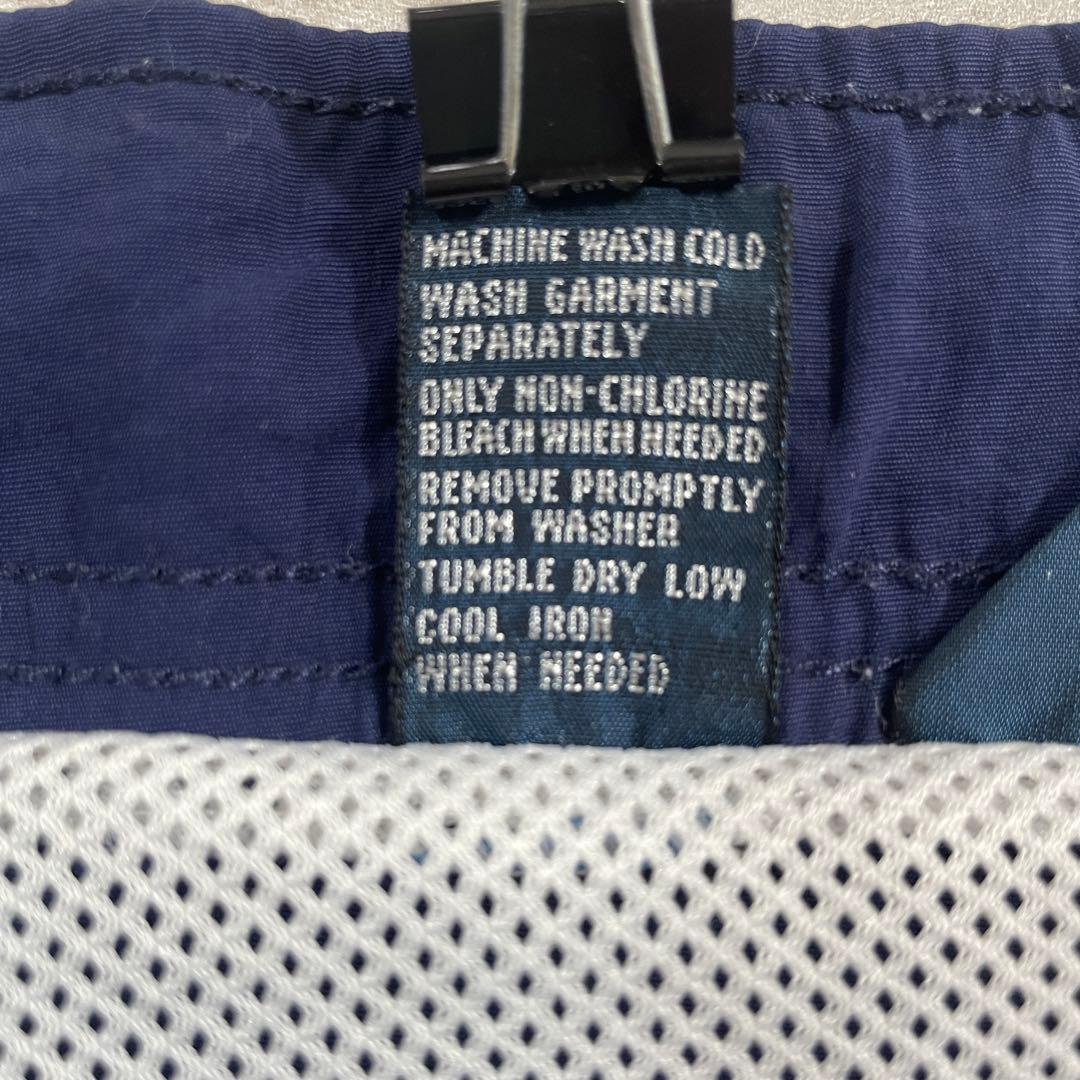 MACHINE WASH COLD
WASH GARMENT
SEPARATELY
ONLY NON-CHLORINE
BLEACH WHEN NEEDED
REMOVE PROMPTLY
FROM WASHER
TUMBLE DRY LOW
COOL IRON
WHEN NEEDED